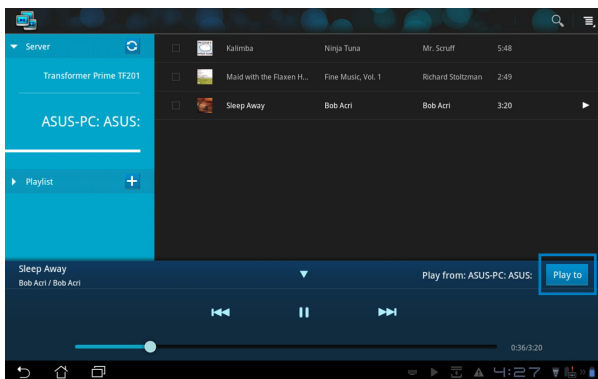 Server
Transformer Prime TF201
ASUS-PC: ASUS:
Playlist
Kalimba Ninja Tuna Mr. Scruff 5:48
Maid with the Flaxen H... Fine Music, Vol. 1 Richard Stoltzman 2:49
Sleep Away Bob Acri Bob Acri 3:20
Sleep Away
Bob Acri / Bob Acri
Play from: ASUS-PC: ASUS: Play to
0:36/3:20
4:27